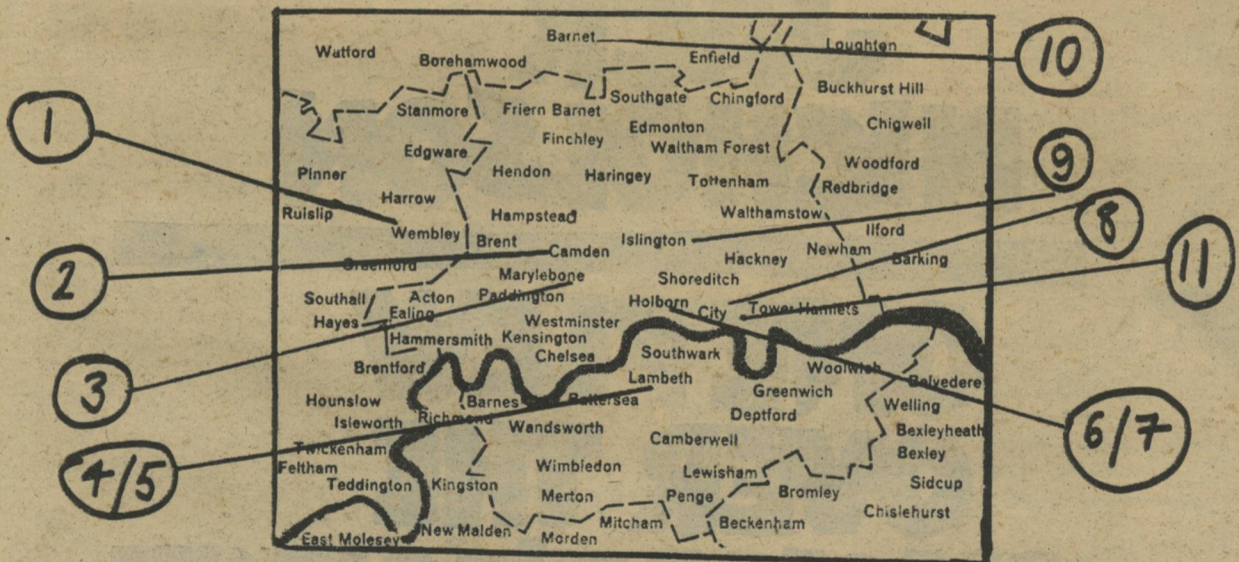 Barnet
10
Watford
Loughton
Enfield
Borehamwood
Buckhurst Hill
Southgate
Chingford
Stanmore
Friern Barnet
1
Edmonton
Chigwell
Finchley
Waltham Forest
Edgware
9
Woodford
Pinner
Hendon
Haringey
Tottenham
Redbridge
Harrow
Ruislip
Hampstead
Walthamstow
8
Wembley
Brent
Islington
Ilford
Camden
Newham
2
Hackney
Barking
11
Marylebone
Shoreditch
Southall
Acton
Paddington
Holborn
City
Tower Hamlets
Hayes
Ealing
Westminster
Hammersmith
Kensington
Chelsea
Southwark
Brentford
Woolwich
3
Lambeth
Belvedere
Greenwich
Hounslow
Barnes
Battersea
Welling
Isleworth
Richmond
Deptford
Wandsworth
Bexleyheath
6/7
Twickenham
Camberwell
Bexley
4/5
Feltham
Wimbledon
Lewisham
Teddington
Kingston
Sidcup
Merton
Penge
Bromley
Chislehurst
New Malden
Mitcham
Beckenham
East Molesey
Morden